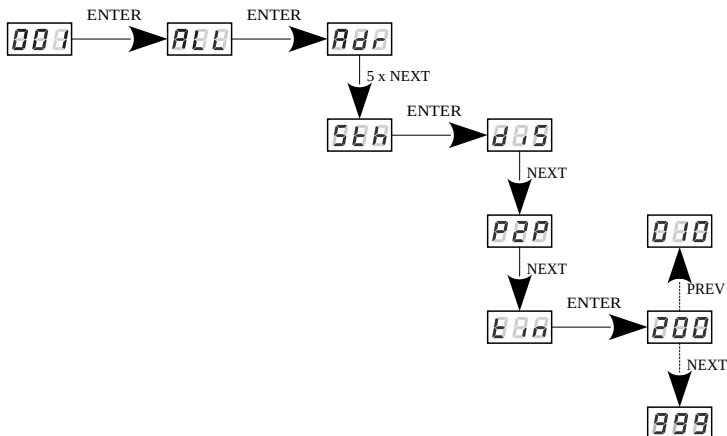 ENTER
ENTER
001
ALL
Adr
5 x NEXT
ENTER
Sth
diS
NEXT
P2P
010
NEXT
PREV
ENTER
tin
200
NEXT
999